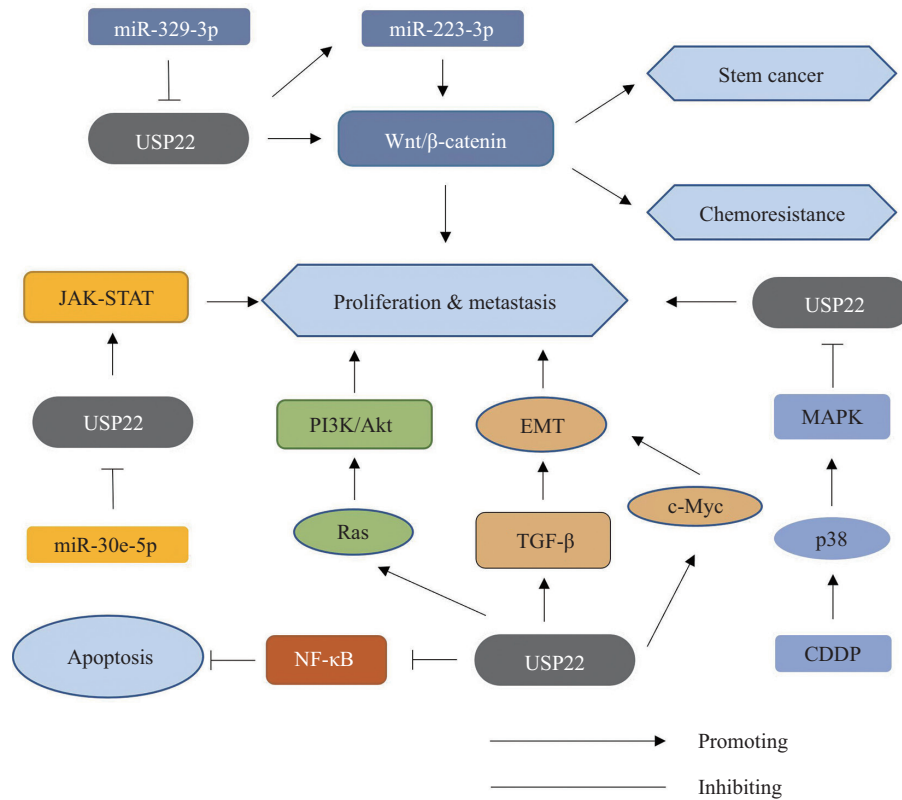 miR-329-3p
miR-223-3p
Stem cancer
USP22
Wnt/β-catenin
Chemoresistance
JAK-STAT
Proliferation & metastasis
USP22
USP22
PI3K/Akt
EMT
MAPK
c-Myc
miR-30e-5p
Ras
TGF-β
p38
Apoptosis
NF-κB
USP22
CDDP
Promoting
Inhibiting